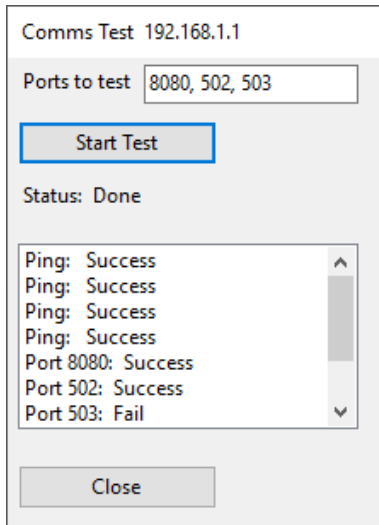 Comms Test 192.168.1.1
Ports to test 8080, 502, 503
Start Test
Status: Done
Ping: Success
Ping: Success
Ping: Success
Ping: Success
Port 8080: Success
Port 502: Success
Port 503: Fail
Close